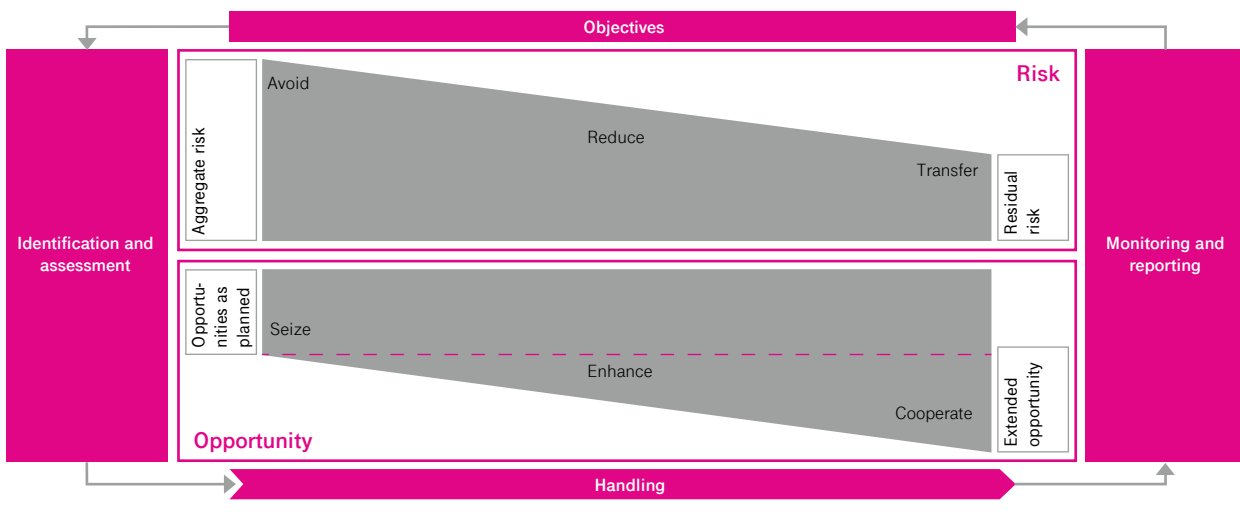 Objectives
Identification and
assessment
Risk
Aggregate risk
Avoid
Reduce
Transfer
Residual
risk
Opportu-
nities as
planned
Seize
Enhance
Cooperate
Extended
opportunity
Opportunity
Monitoring and
reporting
Handling